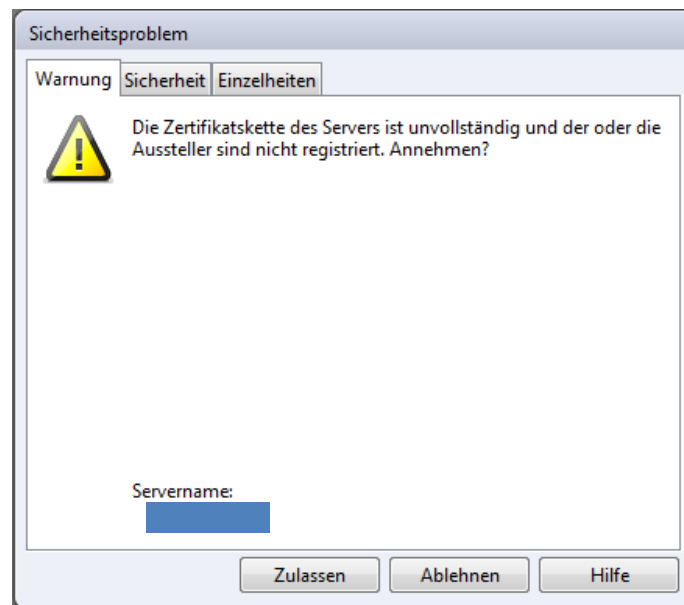 Sicherheitsproblem
Warnung Sicherheit Einzelheiten
Die Zertifikatskette des Servers ist unvollständig und der oder die
Aussteller sind nicht registriert. Annehmen?
Servername:
Zulassen Ablehnen Hilfe